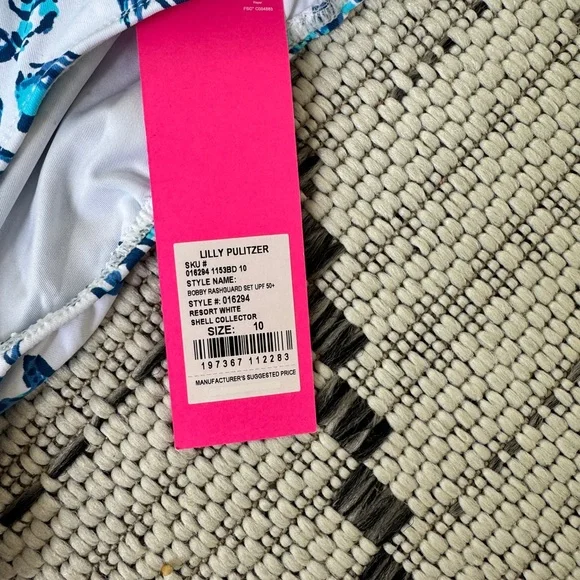 LILLY PULITZER
SKU #
016294 1153BD 10
STYLE NAME:
BOBBY RASHGUARD SET UPF 50+
STYLE #: 016294
RESORT WHITE
SHELL COLLECTOR
SIZE: 10
197367 112283
MANUFACTURER'S SUGGESTED PRICE